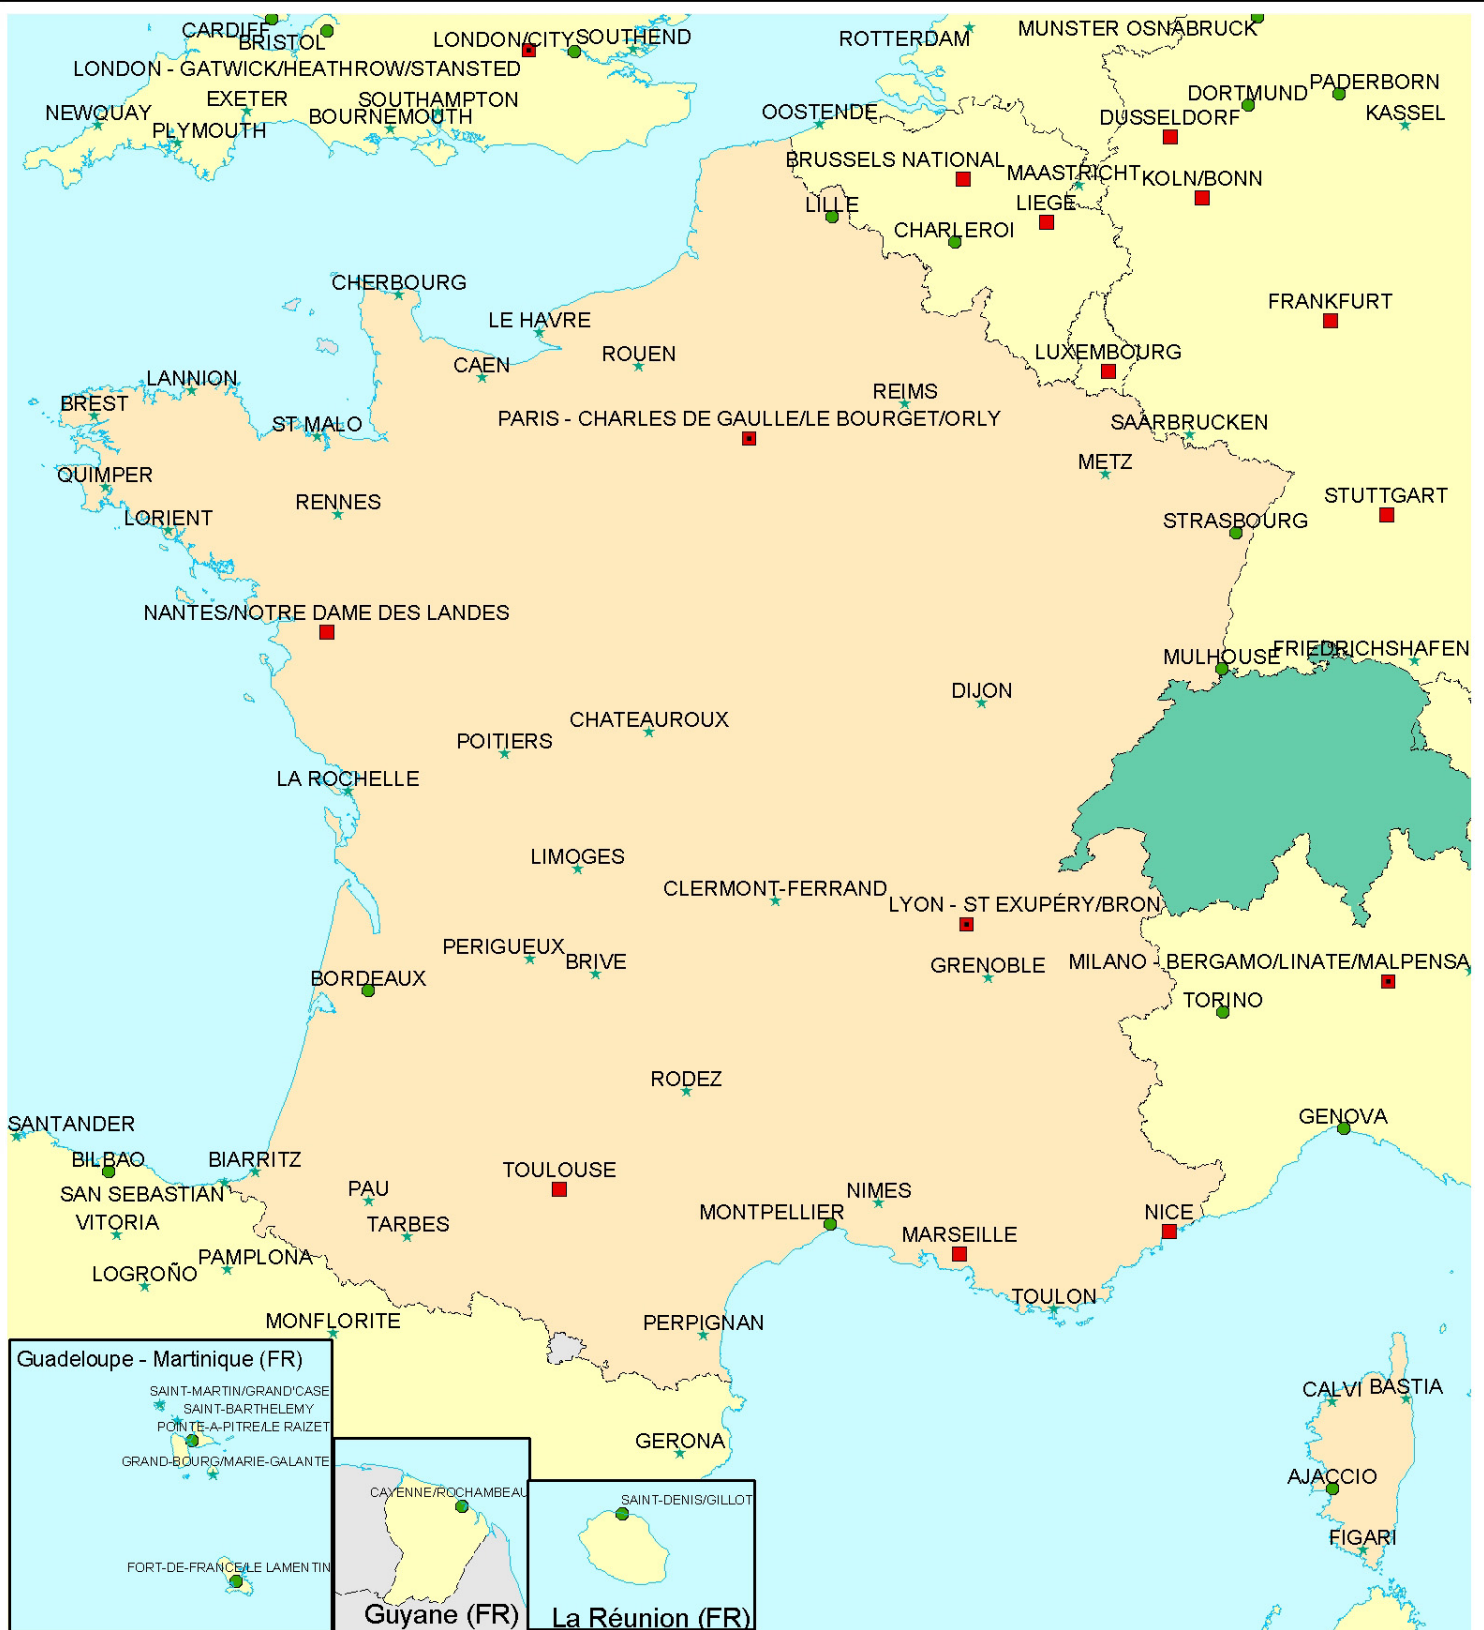 CARDIFF
BRISTOL
LONDON/CITY
SOUTHEND
ROTTERDAM
MUNSTER OSNABRUCK
LONDON - GATWICK/HEATHROW/STANSTED
PADERBORN
DORTMUND
NEWQUAY
EXETER
SOUTHAMPTON
BOURNEMOUTH
OOSTENDE
DUSSELDORF
KASSEL
PLYMOUTH
BRUSSELS NATIONAL
MAASTRICHT
KOLN/BONN
LILLE
LIEGE
CHARLEROI
CHERBOURG
FRANKFURT
LE HAVRE
ROUEN
LUXEMBOURG
CAEN
LANNION
REIMS
BREST
ST MALO
PARIS - CHARLES DE GAULLE/LE BOURGET/ORLY
SAARBRUCKEN
METZ
QUIMPER
RENNES
STUTTGART
LORIENT
STRASBOURG
NANTES/NOTRE DAME DES LANDES
FRIEDRICHSHAFEN
MULHOUSE
DIJON
CHATEAUROUX
POITIERS
LA ROCHELLE
LIMOGES
CLERMONT-FERRAND
LYON - ST EXUPÉRY/BRON
PERIGUEUX
BRIVE
GRENOBLE
MILANO - BERGAMO/LINATE/MALPENSA
BORDEAUX
TORINO
RODEZ
SANTANDER
GENOVA
BILBAO
BIARRITZ
TOULOUSE
SAN SEBASTIAN
PAU
NIMES
VITORIA
TARBES
MONTPELLIER
NICE
MARSEILLE
PAMPLONA
LOGROÑO
TOULON
MONFLORITE
PERPIGNAN
Guadeloupe - Martinique (FR)
SAINT-MARTIN/GRAND'CASE
SAINT-BARTHELEMY
POINTE-A-PITRE/LE RAIZET
GRAND-BOURG/MARIE-GALANTE
FORT-DE-FRANCE/LE LAMENTIN
CALVI
BASTIA
GERONA
AJACCIO
FIGARI
CAYENNE/ROCHAMBEAU
Guyane (FR)
SAINT-DENIS/GILLOT
La Réunion (FR)